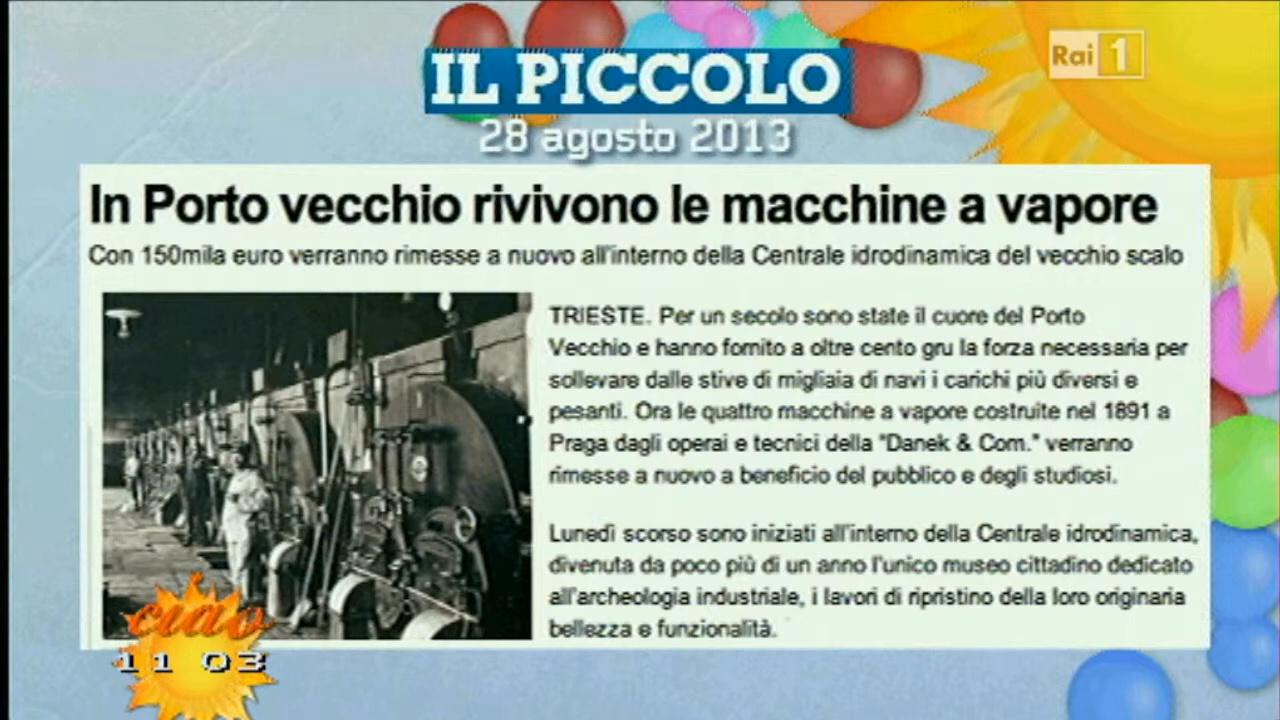 IL PICCOLO
Rai 1
28 agosto 2013
In Porto vecchio rivivono le macchine a vapore
Con 150mila euro verranno rimesse a nuovo all'interno della Centrale idrodinamica del vecchio scalo
TRIESTE. Per un secolo sono state il cuore del Porto
Vecchio e hanno fornito a oltre cento gru la forza necessaria per
sollevare dalle stive di migliaia di navi i carichi più diversi e
pesanti. Ora le quattro macchine a vapore costruite nel 1891 a
Praga dagli operai e tecnici della "Danek & Com." verranno
rimesse a nuovo a beneficio del pubblico e degli studiosi.
Lunedì scorso sono iniziati all'interno della Centrale idrodinamica,
divenuta da poco più di un anno l'unico museo cittadino dedicato
all'archeologia industriale, i lavori di ripristino della loro originaria
bellezza e funzionalità.
ciao
11 03